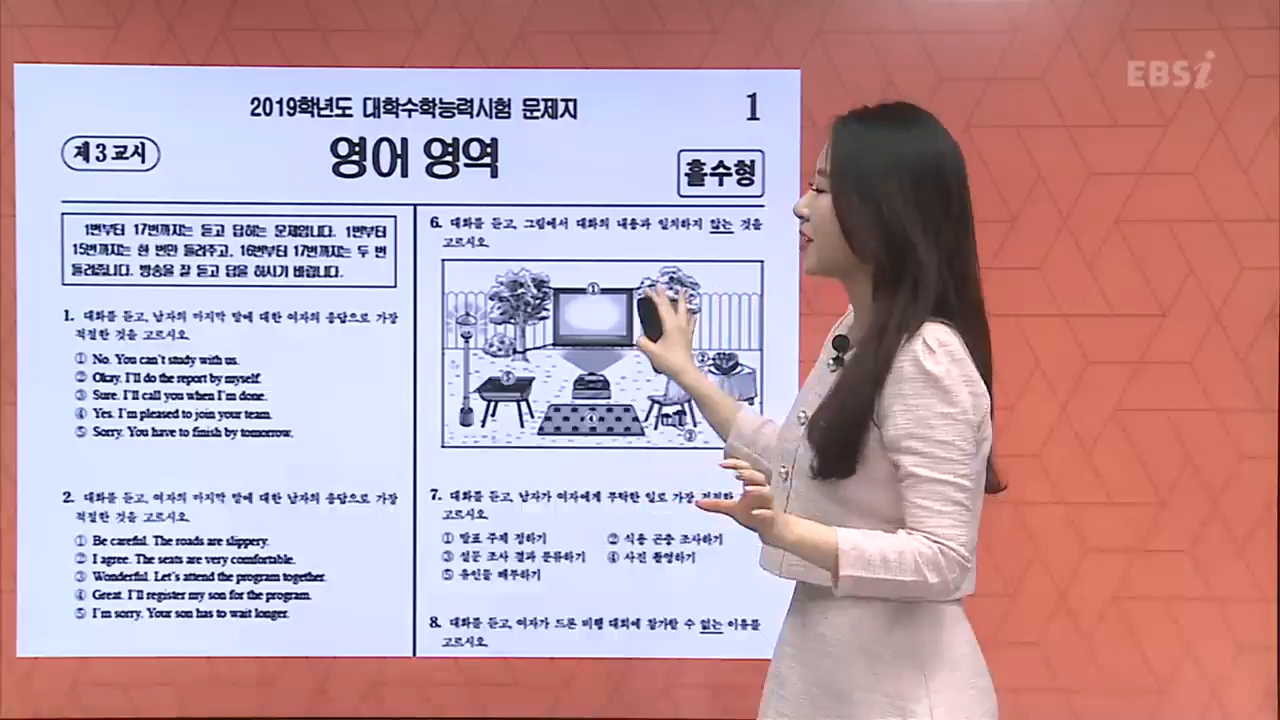 EBSi
2019학년도 대학수학능력시험 문제지
1
제 3 교시
영어 영역
홀수형
1번부터 17번까지는 듣고 답하는 문제입니다. 1번부터
15번까지는 한 번만 들려주고, 16번부터 17번까지는 두 번
들려줍니다. 방송을 잘 듣고 답을 하시기 바랍니다.
1. 대화를 듣고, 남자의 마지막 말에 대한 여자의 응답으로 가장
적절한 것을 고르시오.
① No. You can't study with us.
② Okay. I'll do the report by myself.
③ Sure. I'll call you when I'm done.
④ Yes. I'm pleased to join your team.
⑤ Sorry. You have to finish by tomorrow.
2. 대화를 듣고, 여자의 마지막 말에 대한 남자의 응답으로 가장
적절한 것을 고르시오.
① Be careful. The roads are slippery.
② I agree. The seats are very comfortable.
③ Wonderful. Let's attend the program together.
④ Great. I'll register my son for the program.
⑤ I'm sorry. Your son has to wait longer.
6. 대화를 듣고, 그림에서 대화의 내용과 일치하지 않는 것을
고르시오.
①
②
⑤
④
③
7. 대화를 듣고, 남자가 여자에게 부탁한 일로 가장 적절한
고르시오.
① 발표 주제 정하기 ② 식용 곤충 조사하기
③ 설문 조사 결과 분류하기 ④ 사진 촬영하기
⑤ 유인물 배부하기
8. 대화를 듣고, 여자가 드론 비행 대회에 참가할 수 없는 이유를
고르시오.